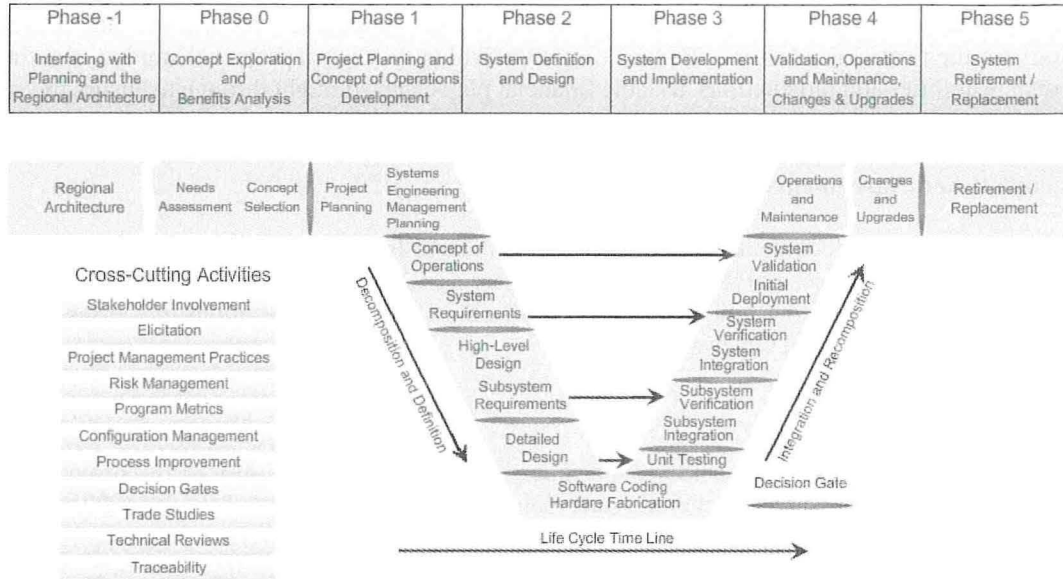 Phase -1
Phase 0
Phase 1
Phase 2
Phase 3
Phase 4
Phase 5
Interfacing with
Planning and the
Regional Architecture
Concept Exploration
and
Benefits Analysis
Project Planning and
Concept of Operations
Development
System Definition
and Design
System Development
and Implementation
Validation, Operations
and Maintenance,
Changes & Upgrades
System
Retirement /
Replacement
Regional
Architecture
Needs
Assessment
Concept
Selection
Project
Planning
Systems
Engineering
Management
Planning
Operations
and
Maintenance
Changes
and
Upgrades
Retirement /
Replacement
Concept of
Operations
System
Requirements
High-Level
Design
Subsystem
Requirements
Detailed
Design
Software Coding
Hardare Fabrication
Unit Testing
Subsystem
Integration
Subsystem
Verification
System
Integration
System
Verification
Initial
Deployment
System
Validation
Decomposition and Definition
Integration and Recomposition
Cross-Cutting Activities
Stakeholder Involvement
Elicitation
Project Management Practices
Risk Management
Program Metrics
Configuration Management
Process Improvement
Decision Gates
Trade Studies
Technical Reviews
Traceability
Decision Gate
Life Cycle Time Line